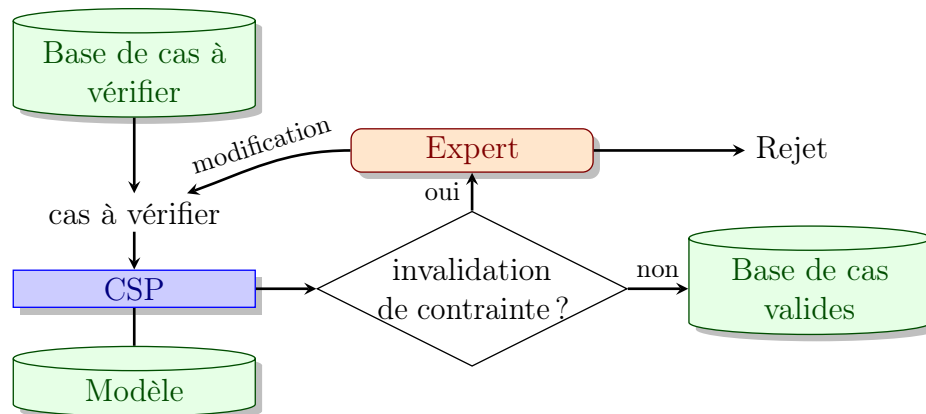 Base de cas à
vérifier
modification
Expert
Rejet
oui
cas à vérifier
CSP
invalidation
de contrainte ?
non
Base de cas
valides
Modèle